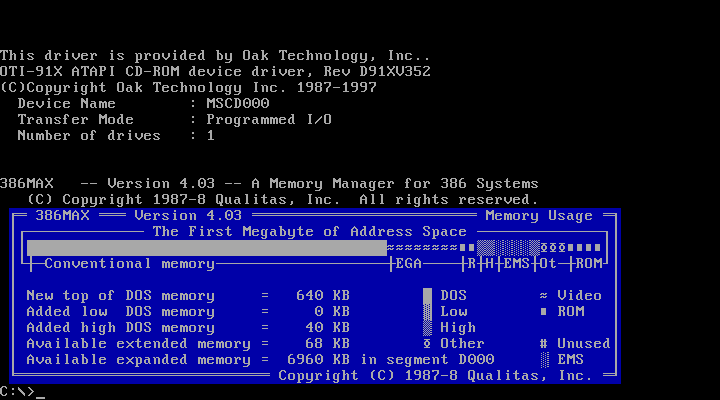 This driver is provided by Oak Technology, Inc..
OTI-91X ATAPI CD-ROM device driver, Rev D91XV352
(C)Copyright Oak Technology Inc. 1987-1997
Device Name : MSCD000
Transfer Mode : Programmed I/O
Number of drives : 1
386MAX -- Version 4.03 -- A Memory Manager for 386 Systems
(C) Copyright 1987-8 Qualitas, Inc. All rights reserved.
386MAX Version 4.03 Memory Usage
The First Megabyte of Address Space
Conventional memory EGA R H EMS Ot ROM
New top of DOS memory = 640 KB DOS ≈ Video
Added low DOS memory = 0 KB Low ROM
Added high DOS memory = 40 KB High
Available extended memory = 68 KB Other # Unused
Available expanded memory = 6960 KB in segment D000 EMS
Copyright (C) 1987-8 Qualitas, Inc.
C:\>_